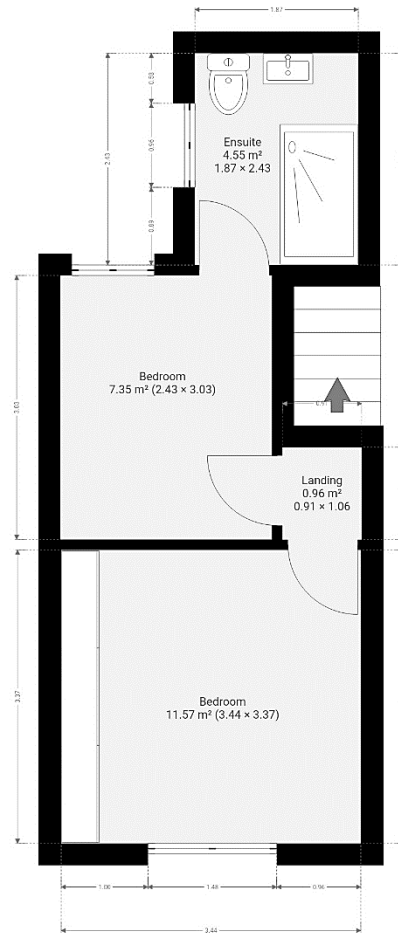 1.87
0.58
0.96
0.89
2.43
Ensuite
4.55 m²
1.87 × 2.43
Bedroom
7.35 m² (2.43 × 3.03)
3.03
0.91
Landing
0.96 m²
0.91 × 1.06
3.37
Bedroom
11.57 m² (3.44 × 3.37)
1.00
1.48
0.96
3.44